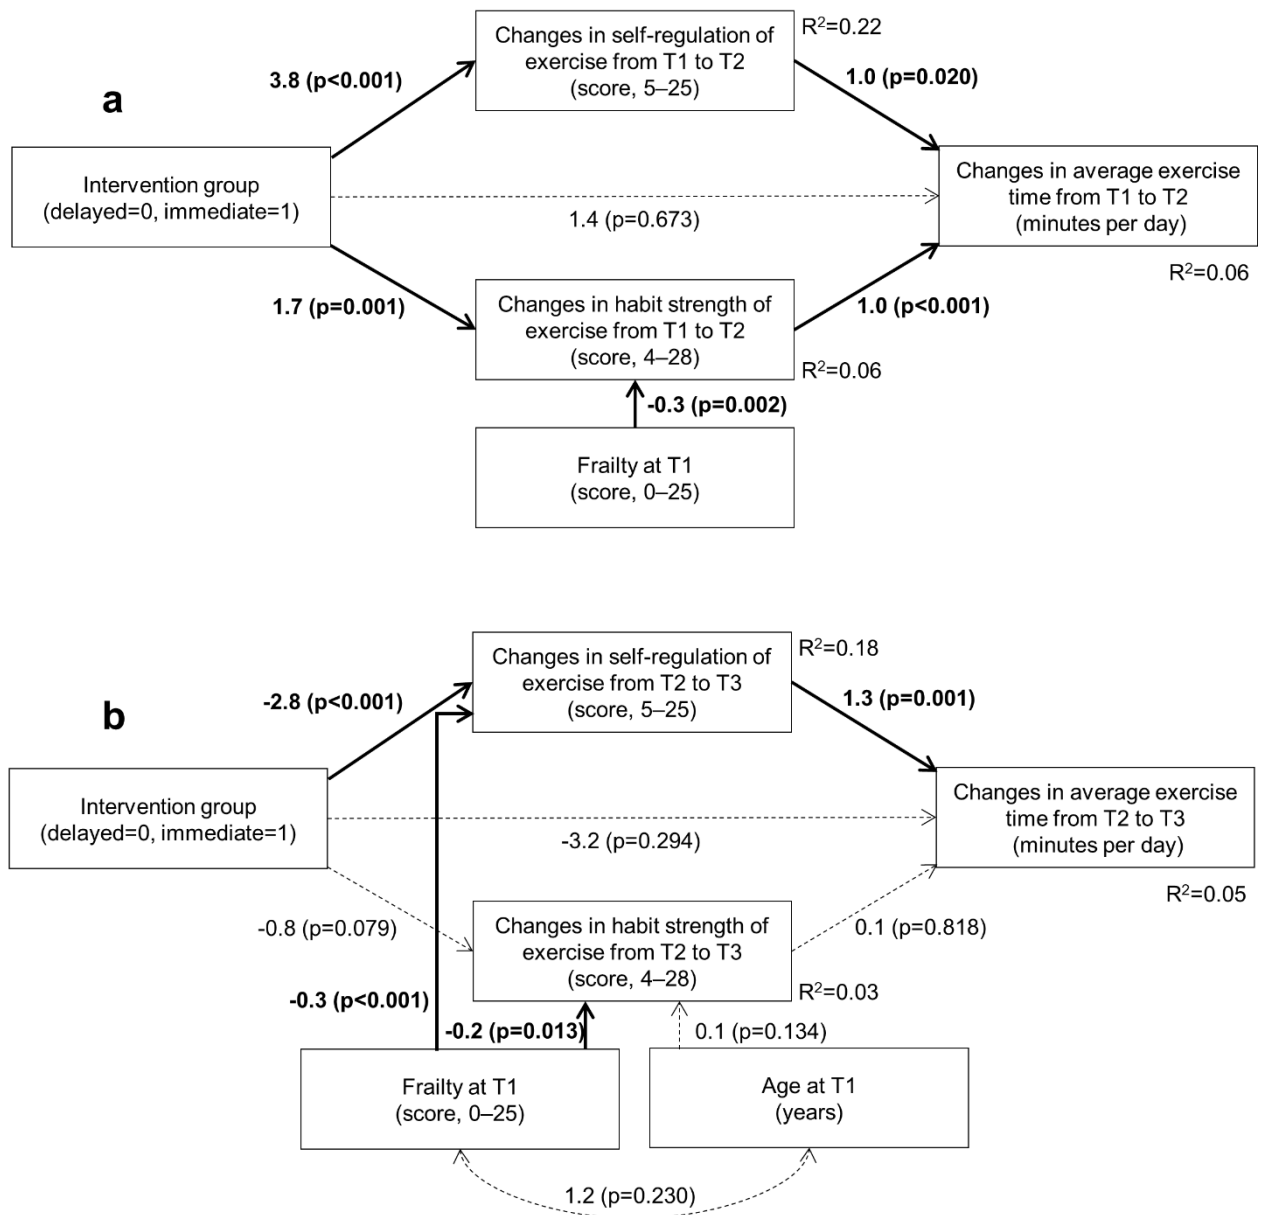 Changes in self-regulation of
exercise from T1 to T2
(score, 5–25)
R²=0.22
3.8 (p<0.001)
1.0 (p=0.020)
a
Intervention group
(delayed=0, immediate=1)
1.4 (p=0.673)
Changes in average exercise
time from T1 to T2
(minutes per day)
R²=0.06
1.7 (p=0.001)
Changes in habit strength of
exercise from T1 to T2
(score, 4–28)
1.0 (p<0.001)
R²=0.06
-0.3 (p=0.002)
Frailty at T1
(score, 0–25)
Changes in self-regulation of
exercise from T2 to T3
(score, 5–25)
R²=0.18
-2.8 (p<0.001)
1.3 (p=0.001)
b
Intervention group
(delayed=0, immediate=1)
-3.2 (p=0.294)
Changes in average exercise
time from T2 to T3
(minutes per day)
R²=0.05
-0.8 (p=0.079)
Changes in habit strength of
exercise from T2 to T3
(score, 4–28)
0.1 (p=0.818)
R²=0.03
-0.3 (p<0.001)
-0.2 (p=0.013)
0.1 (p=0.134)
Frailty at T1
(score, 0–25)
Age at T1
(years)
1.2 (p=0.230)